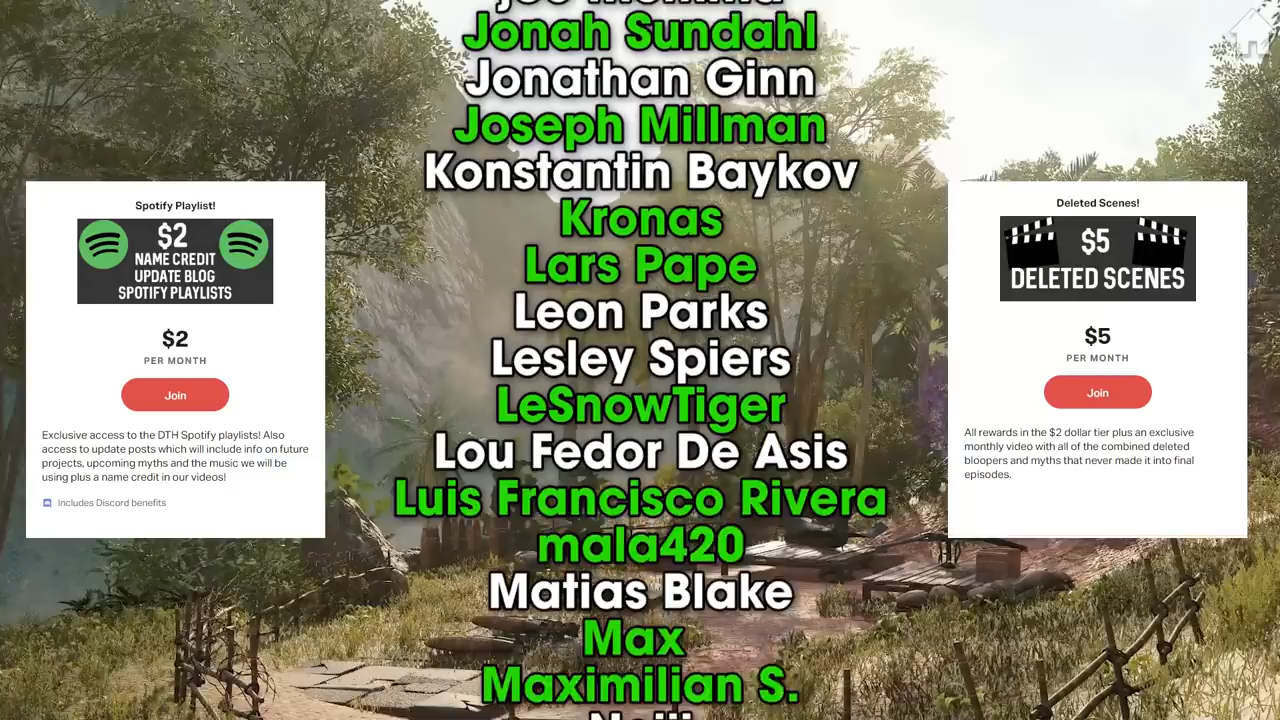 Jonah Sundahl
Jonathan Ginn
Joseph Millman
Konstantin Baykov
Kronas
Lars Pape
Leon Parks
Lesley Spiers
LeSnowTiger
Lou Fedor De Asis
Luis Francisco Rivera
mala420
Matias Blake
Max
Maximilian S.
Spotify Playlist!
$2
NAME CREDIT
UPDATE BLOG
SPOTIFY PLAYLISTS
$2
PER MONTH
Join
Exclusive access to the DTH Spotify playlists! Also
access to update posts which will include info on future
projects, upcoming myths and the music we will be
using plus a name credit in our videos!
Includes Discord benefits
Deleted Scenes!
$5
DELETED SCENES
$5
PER MONTH
Join
All rewards in the $2 dollar tier plus an exclusive
monthly video with all of the combined deleted
bloopers and myths that never made it into final
episodes.